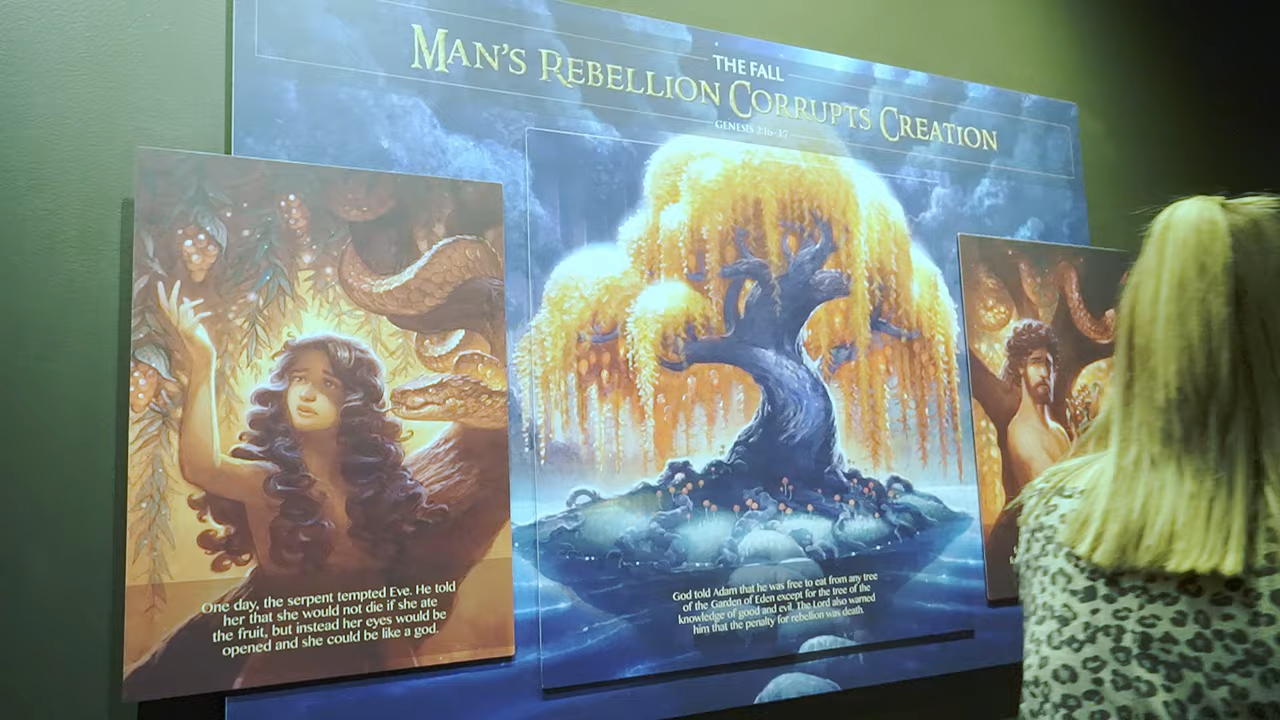 THE FALL
MAN'S REBELLION CORRUPTS CREATION
GENESIS 2:16–3:7
One day, the serpent tempted Eve. He told
her that she would not die if she ate
the fruit, but instead her eyes would be
opened and she could be like a god.
God told Adam that he was free to eat from any tree
of the Garden of Eden except for the tree of the
knowledge of good and evil. The Lord also warned
him that the penalty for rebellion was death.